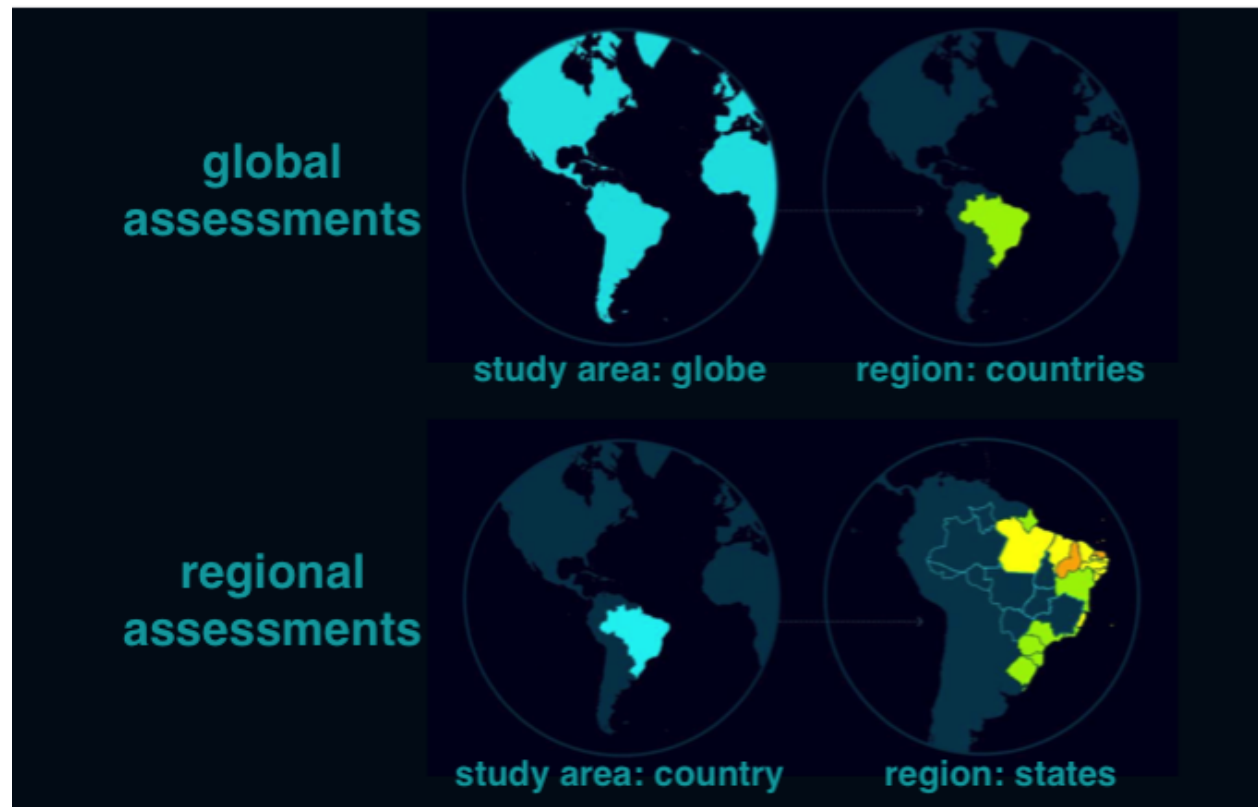 global
assessments
study area: globe
region: countries
regional
assessments
study area: country
region: states